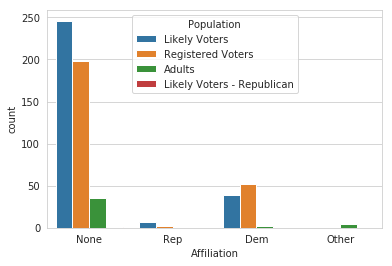 Population
Likely Voters
Registered Voters
Adults
Likely Voters - Republican
250
200
150
100
50
0
count
None Rep Dem Other
Affiliation